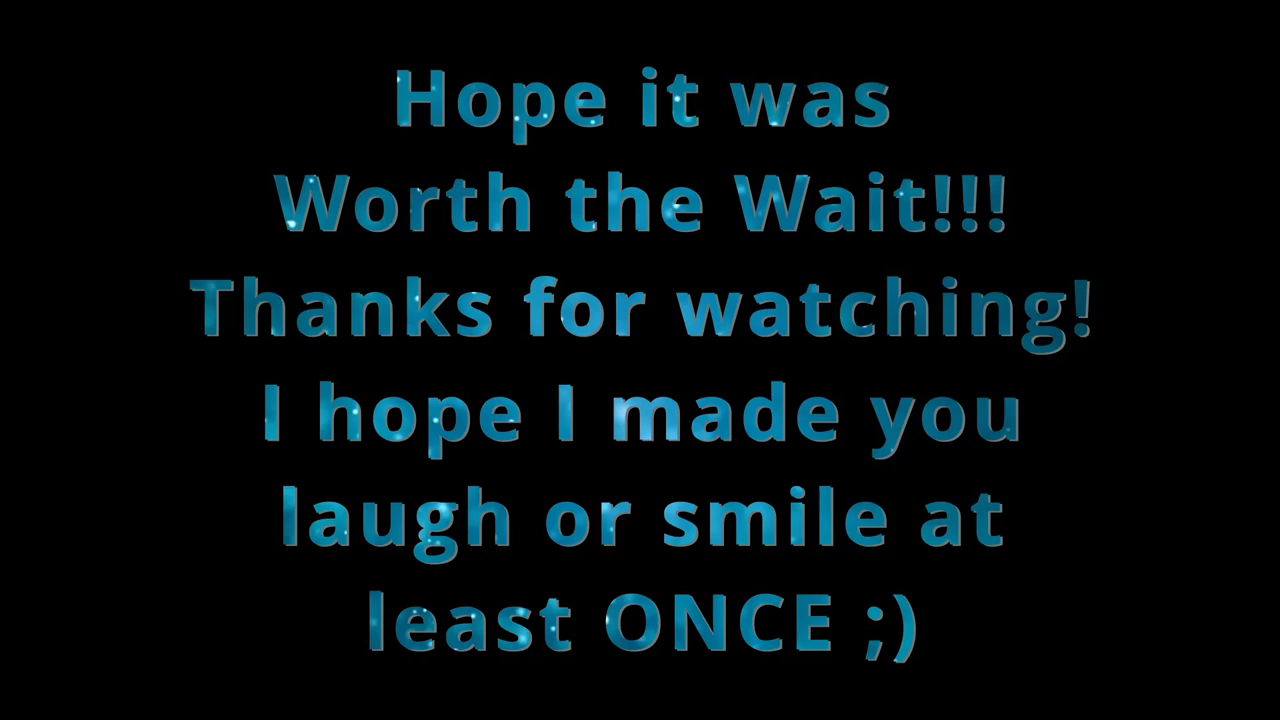 Hope it was
Worth the Wait!!!
Thanks for watching!
I hope I made you
laugh or smile at
least ONCE ;)